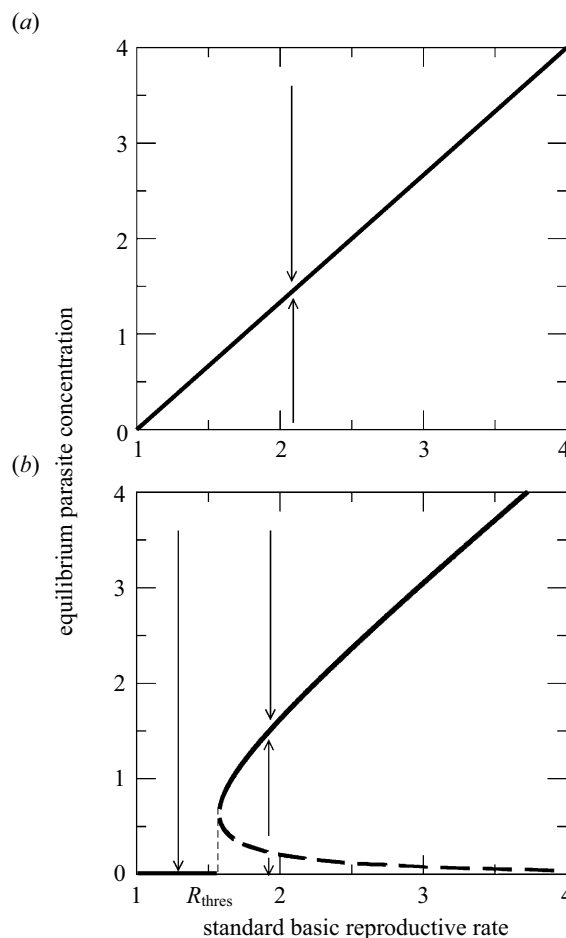 (a)
4
3
2
1
0
1 2 3 4
(b)
4
3
2
1
0
1 R_thres 2 3 4
equilibrium parasite concentration
standard basic reproductive rate